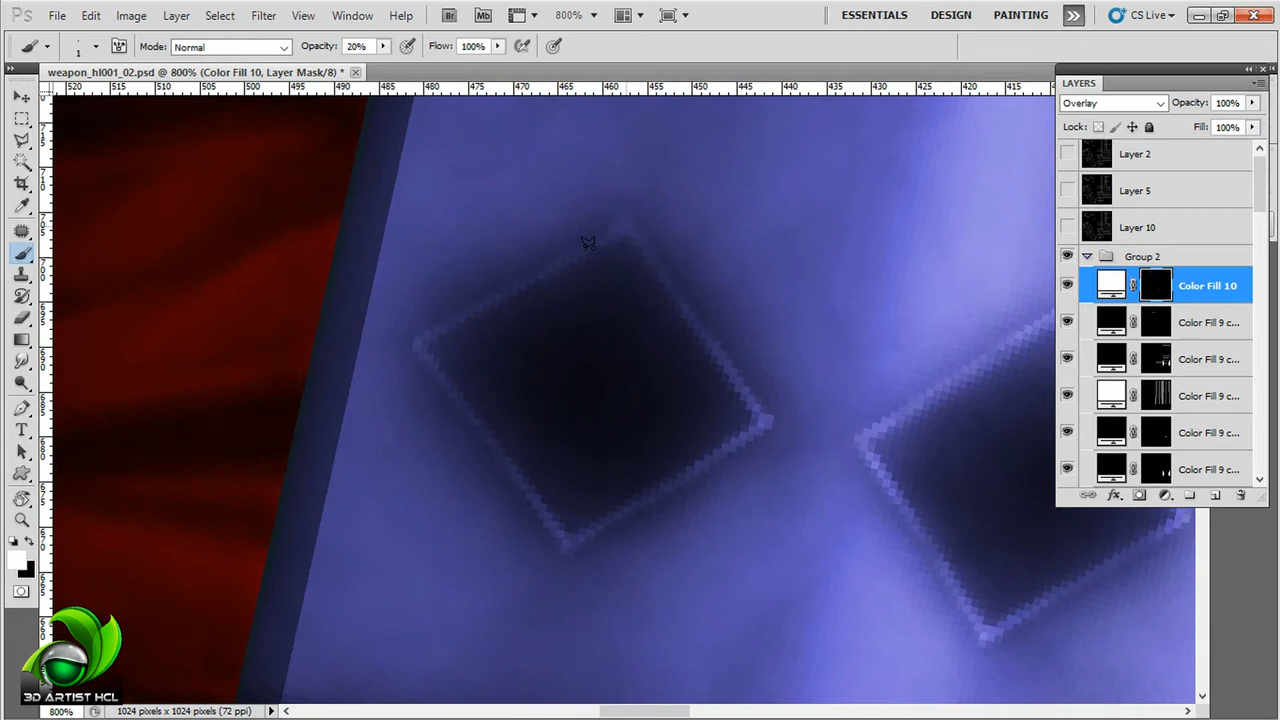 Ps File Edit Image Layer Select Filter View Window Help Br Mb 800% ESSENTIALS DESIGN PAINTING CS Live
1 Mode: Normal Opacity: 20% Flow: 100%
weapon_hl001_02.psd @ 800% (Color Fill 10, Layer Mask/8) *
520 515 510 505 500 495 490 485 480 475 470 465 460 455 450 445 440 435 430 425 420 415 410
LAYERS
Overlay Opacity: 100%
Lock: Fill: 100%
Layer 2
Layer 5
Layer 10
Group 2
Color Fill 10
Color Fill 9 c...
Color Fill 9 c...
Color Fill 9 c...
Color Fill 9 c...
Color Fill 9 c...
3D ARTIST HCL
800% 1024 pixels x 1024 pixels (72 ppi)